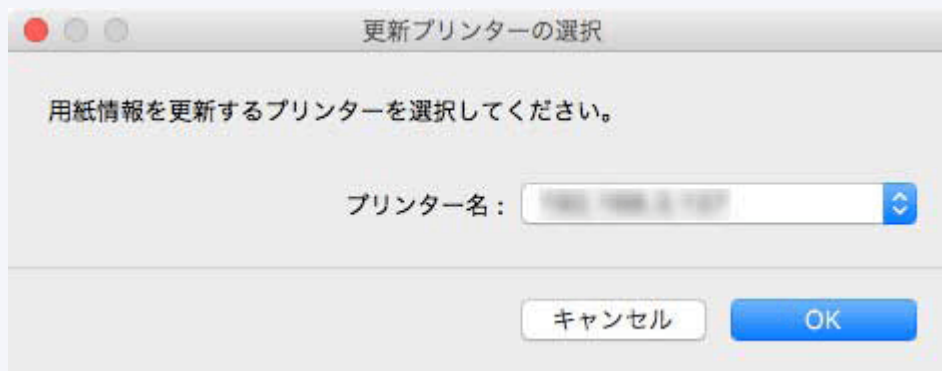 更新プリンターの選択
用紙情報を更新するプリンターを選択してください。
プリンター名：
キャンセル OK